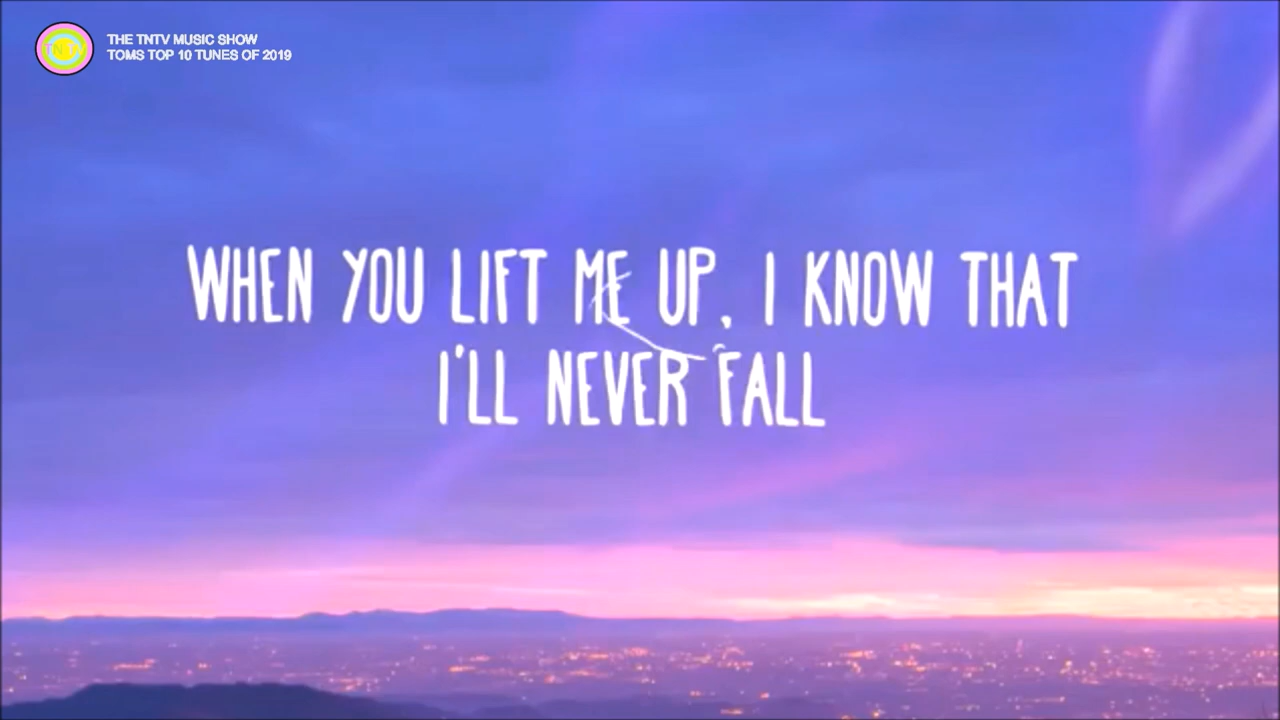 TNTV
THE TNTV MUSIC SHOW
TOMS TOP 10 TUNES OF 2019
WHEN YOU LIFT ME UP, I KNOW THAT
I'LL NEVER FALL